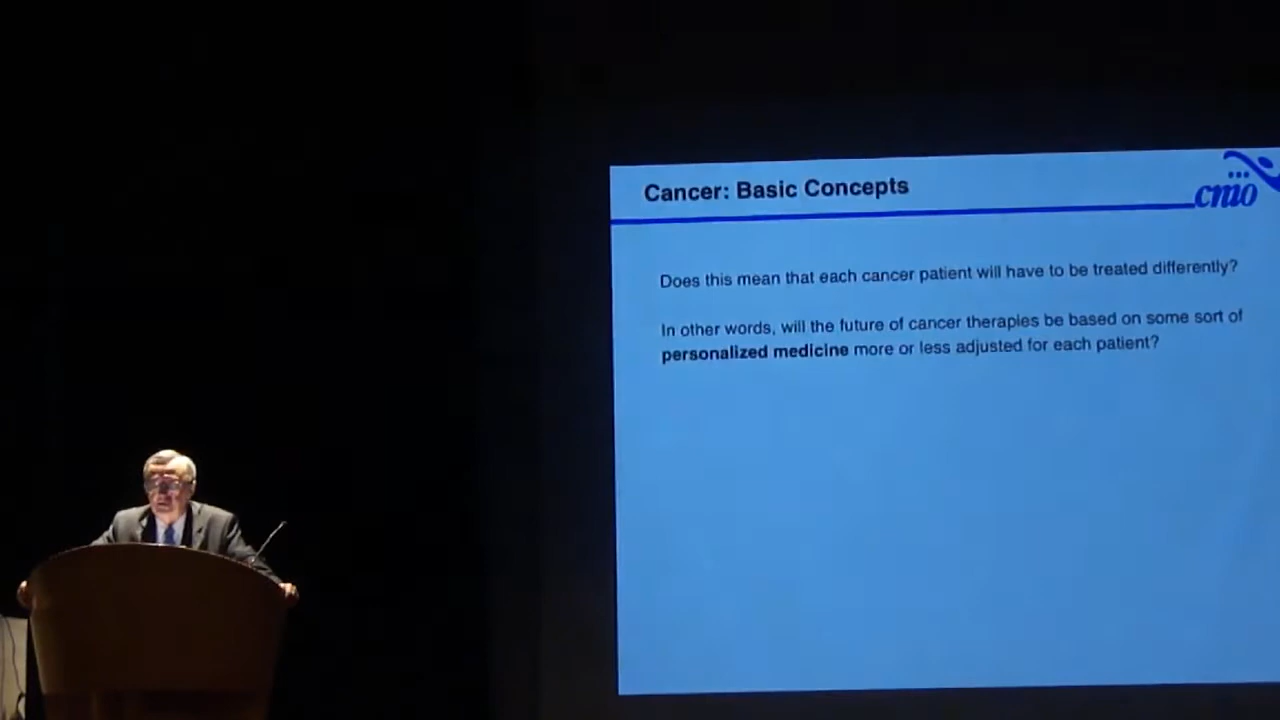 Cancer: Basic Concepts
cnio
Does this mean that each cancer patient will have to be treated differently?
In other words, will the future of cancer therapies be based on some sort of
personalized medicine more or less adjusted for each patient?